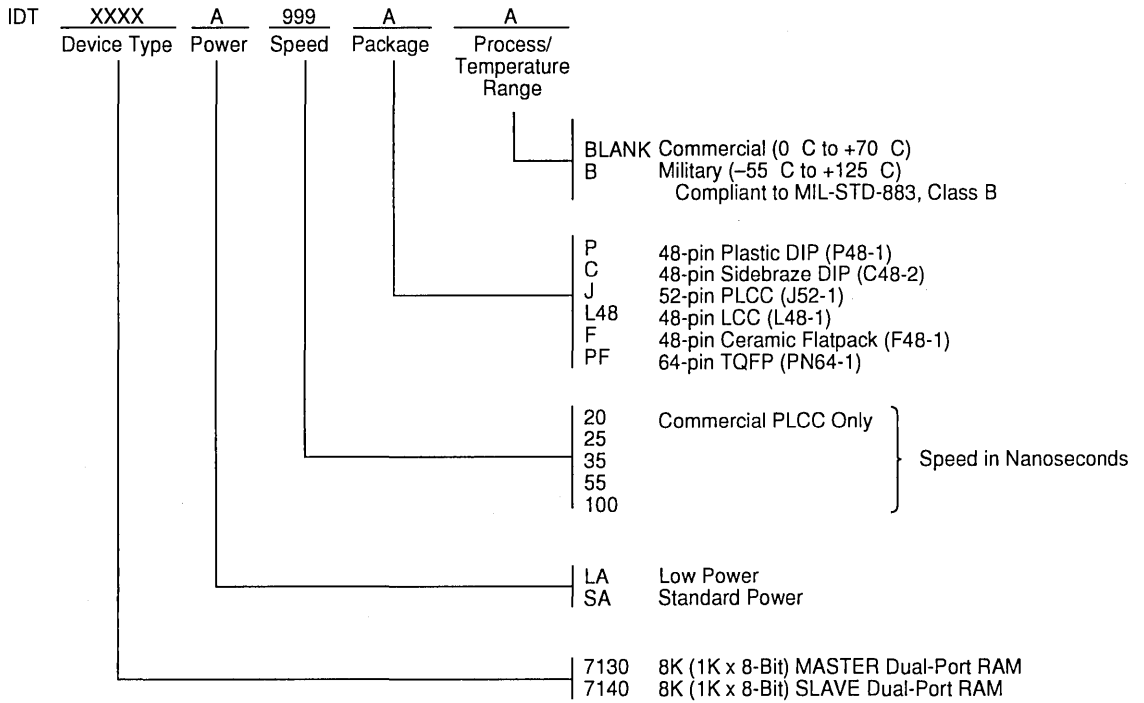 IDT XXXX A 999 A A
Device Type Power Speed Package Process/
Temperature
Range
BLANK Commercial (0 C to +70 C)
B Military (–55 C to +125 C)
Compliant to MIL-STD-883, Class B
P 48-pin Plastic DIP (P48-1)
C 48-pin Sidebraze DIP (C48-2)
J 52-pin PLCC (J52-1)
L48 48-pin LCC (L48-1)
F 48-pin Ceramic Flatpack (F48-1)
PF 64-pin TQFP (PN64-1)
20 Commercial PLCC Only
25
35 Speed in Nanoseconds
55
100
LA Low Power
SA Standard Power
7130 8K (1K x 8-Bit) MASTER Dual-Port RAM
7140 8K (1K x 8-Bit) SLAVE Dual-Port RAM